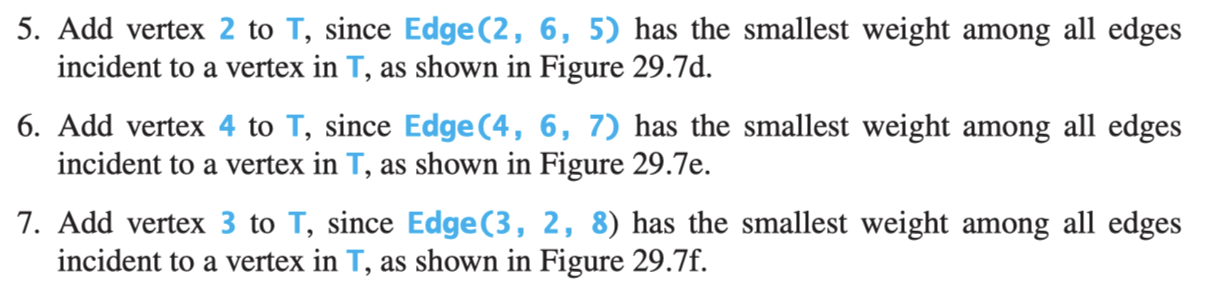 5. Add vertex 2 to T, since Edge(2, 6, 5) has the smallest weight among all edges
incident to a vertex in T, as shown in Figure 29.7d.
6. Add vertex 4 to T, since Edge(4, 6, 7) has the smallest weight among all edges
incident to a vertex in T, as shown in Figure 29.7e.
7. Add vertex 3 to T, since Edge(3, 2, 8) has the smallest weight among all edges
incident to a vertex in T, as shown in Figure 29.7f.